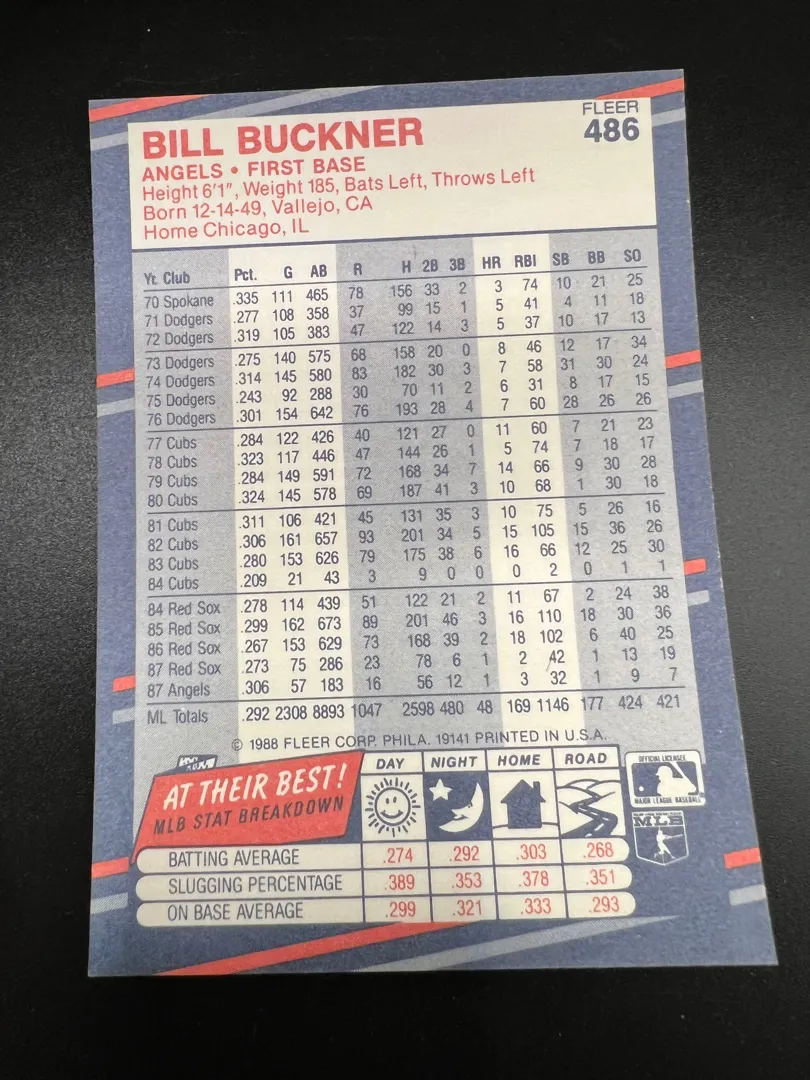 FLEER
486
BILL BUCKNER
ANGELS • FIRST BASE
Height 6'1", Weight 185, Bats Left, Throws Left
Born 12-14-49, Vallejo, CA
Home Chicago, IL
Yr. Club Pct. G AB R H 2B 3B HR RBI SB BB SO
70 Spokane .335 111 465 78 156 33 2 3 74 10 21 25
71 Dodgers .277 108 358 37 99 15 1 5 41 4 11 18
72 Dodgers .319 105 383 47 122 14 3 5 37 10 17 13
73 Dodgers .275 140 575 68 158 20 0 8 46 12 17 34
74 Dodgers .314 145 580 83 182 30 3 7 58 31 30 24
75 Dodgers .243 92 288 30 70 11 2 6 31 8 17 15
76 Dodgers .301 154 642 76 193 28 4 7 60 28 26 26
77 Cubs .284 122 426 40 121 27 0 11 60 7 21 23
78 Cubs .323 117 446 47 144 26 1 5 74 7 18 17
79 Cubs .284 149 591 72 168 34 7 14 66 9 30 28
80 Cubs .324 145 578 69 187 41 3 10 68 1 30 18
81 Cubs .311 106 421 45 131 35 3 10 75 5 26 16
82 Cubs .306 161 657 93 201 34 5 15 105 15 36 26
83 Cubs .280 153 626 79 175 38 6 16 66 12 25 30
84 Cubs .209 21 43 3 9 0 0 0 2 0 1 1
84 Red Sox .278 114 439 51 122 21 2 11 67 2 24 38
85 Red Sox .299 162 673 89 201 46 3 16 110 18 30 36
86 Red Sox .267 153 629 73 168 39 2 18 102 6 40 25
87 Red Sox .273 75 286 23 78 6 1 2 42 1 13 19
87 Angels .306 57 183 16 56 12 1 3 32 1 9 7
ML Totals .292 2308 8893 1047 2598 480 48 169 1146 177 424 421
© 1988 FLEER CORP. PHILA. 19141 PRINTED IN U.S.A.
AT THEIR BEST!
MLB STAT BREAKDOWN
DAY NIGHT HOME ROAD
BATTING AVERAGE .274 .292 .303 .268
SLUGGING PERCENTAGE .389 .353 .378 .351
ON BASE AVERAGE .299 .321 .333 .293
OFFICIAL LICENSEE
MAJOR LEAGUE BASEBALL
MLB